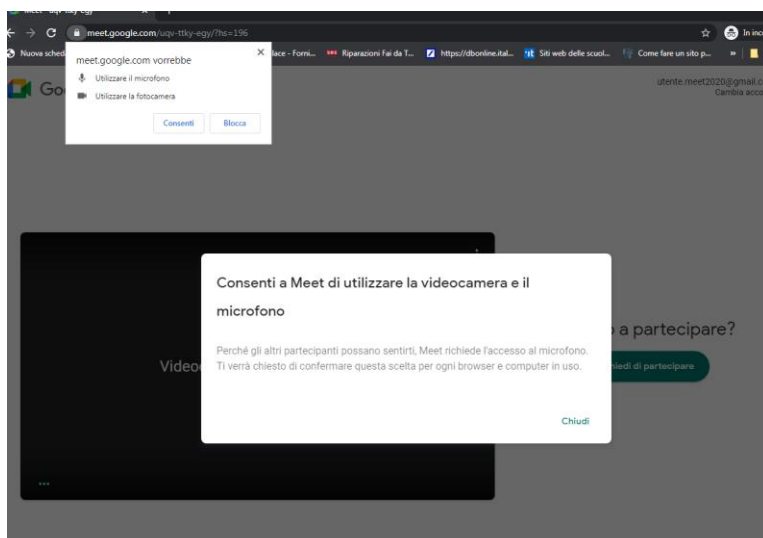 meet.google.com/uqv-ttky-egy/?hs=196
In inco
Nuova sched
lace - Forni...
Riparazioni Fai da T...
https://dbonline.ital...
Siti web delle scuol...
Come fare un sito p...
»
meet.google.com vorrebbe
Utilizzare il microfono
Utilizzare la fotocamera
Consenti
Blocca
Go
utente.meet2020@gmail.c
Cambia acco
Consenti a Meet di utilizzare la videocamera e il
microfono
Perché gli altri partecipanti possano sentirti, Meet richiede l'accesso al microfono.
Ti verrà chiesto di confermare questa scelta per ogni browser e computer in uso.
Chiudi
Video
o a partecipare?
hiedi di partecipare